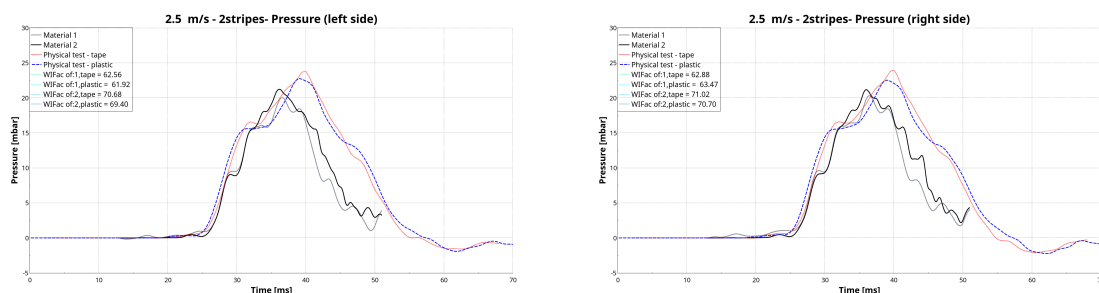 2.5 m/s - 2stripes- Pressure (left side)
30
25
20
15
10
5
0
-5
Pressure [mbar]
Material 1
Material 2
Physical test - tape
Physical test - plastic
WIFac of:1,tape = 62.56
WIFac of:1,plastic = 61.92
WIFac of:2,tape = 70.68
WIFac of:2,plastic = 69.40
0 10 20 30 40 50 60 70
Time [ms]
2.5 m/s - 2stripes- Pressure (right side)
30
25
20
15
10
5
0
-5
Pressure [mbar]
Material 1
Material 2
Physical test - tape
Physical test - plastic
WIFac of:1,tape = 62.88
WIFac of:1,plastic = 63.47
WIFac of:2,tape = 71.02
WIFac of:2,plastic = 70.70
0 10 20 30 40 50 60 70
Time [ms]